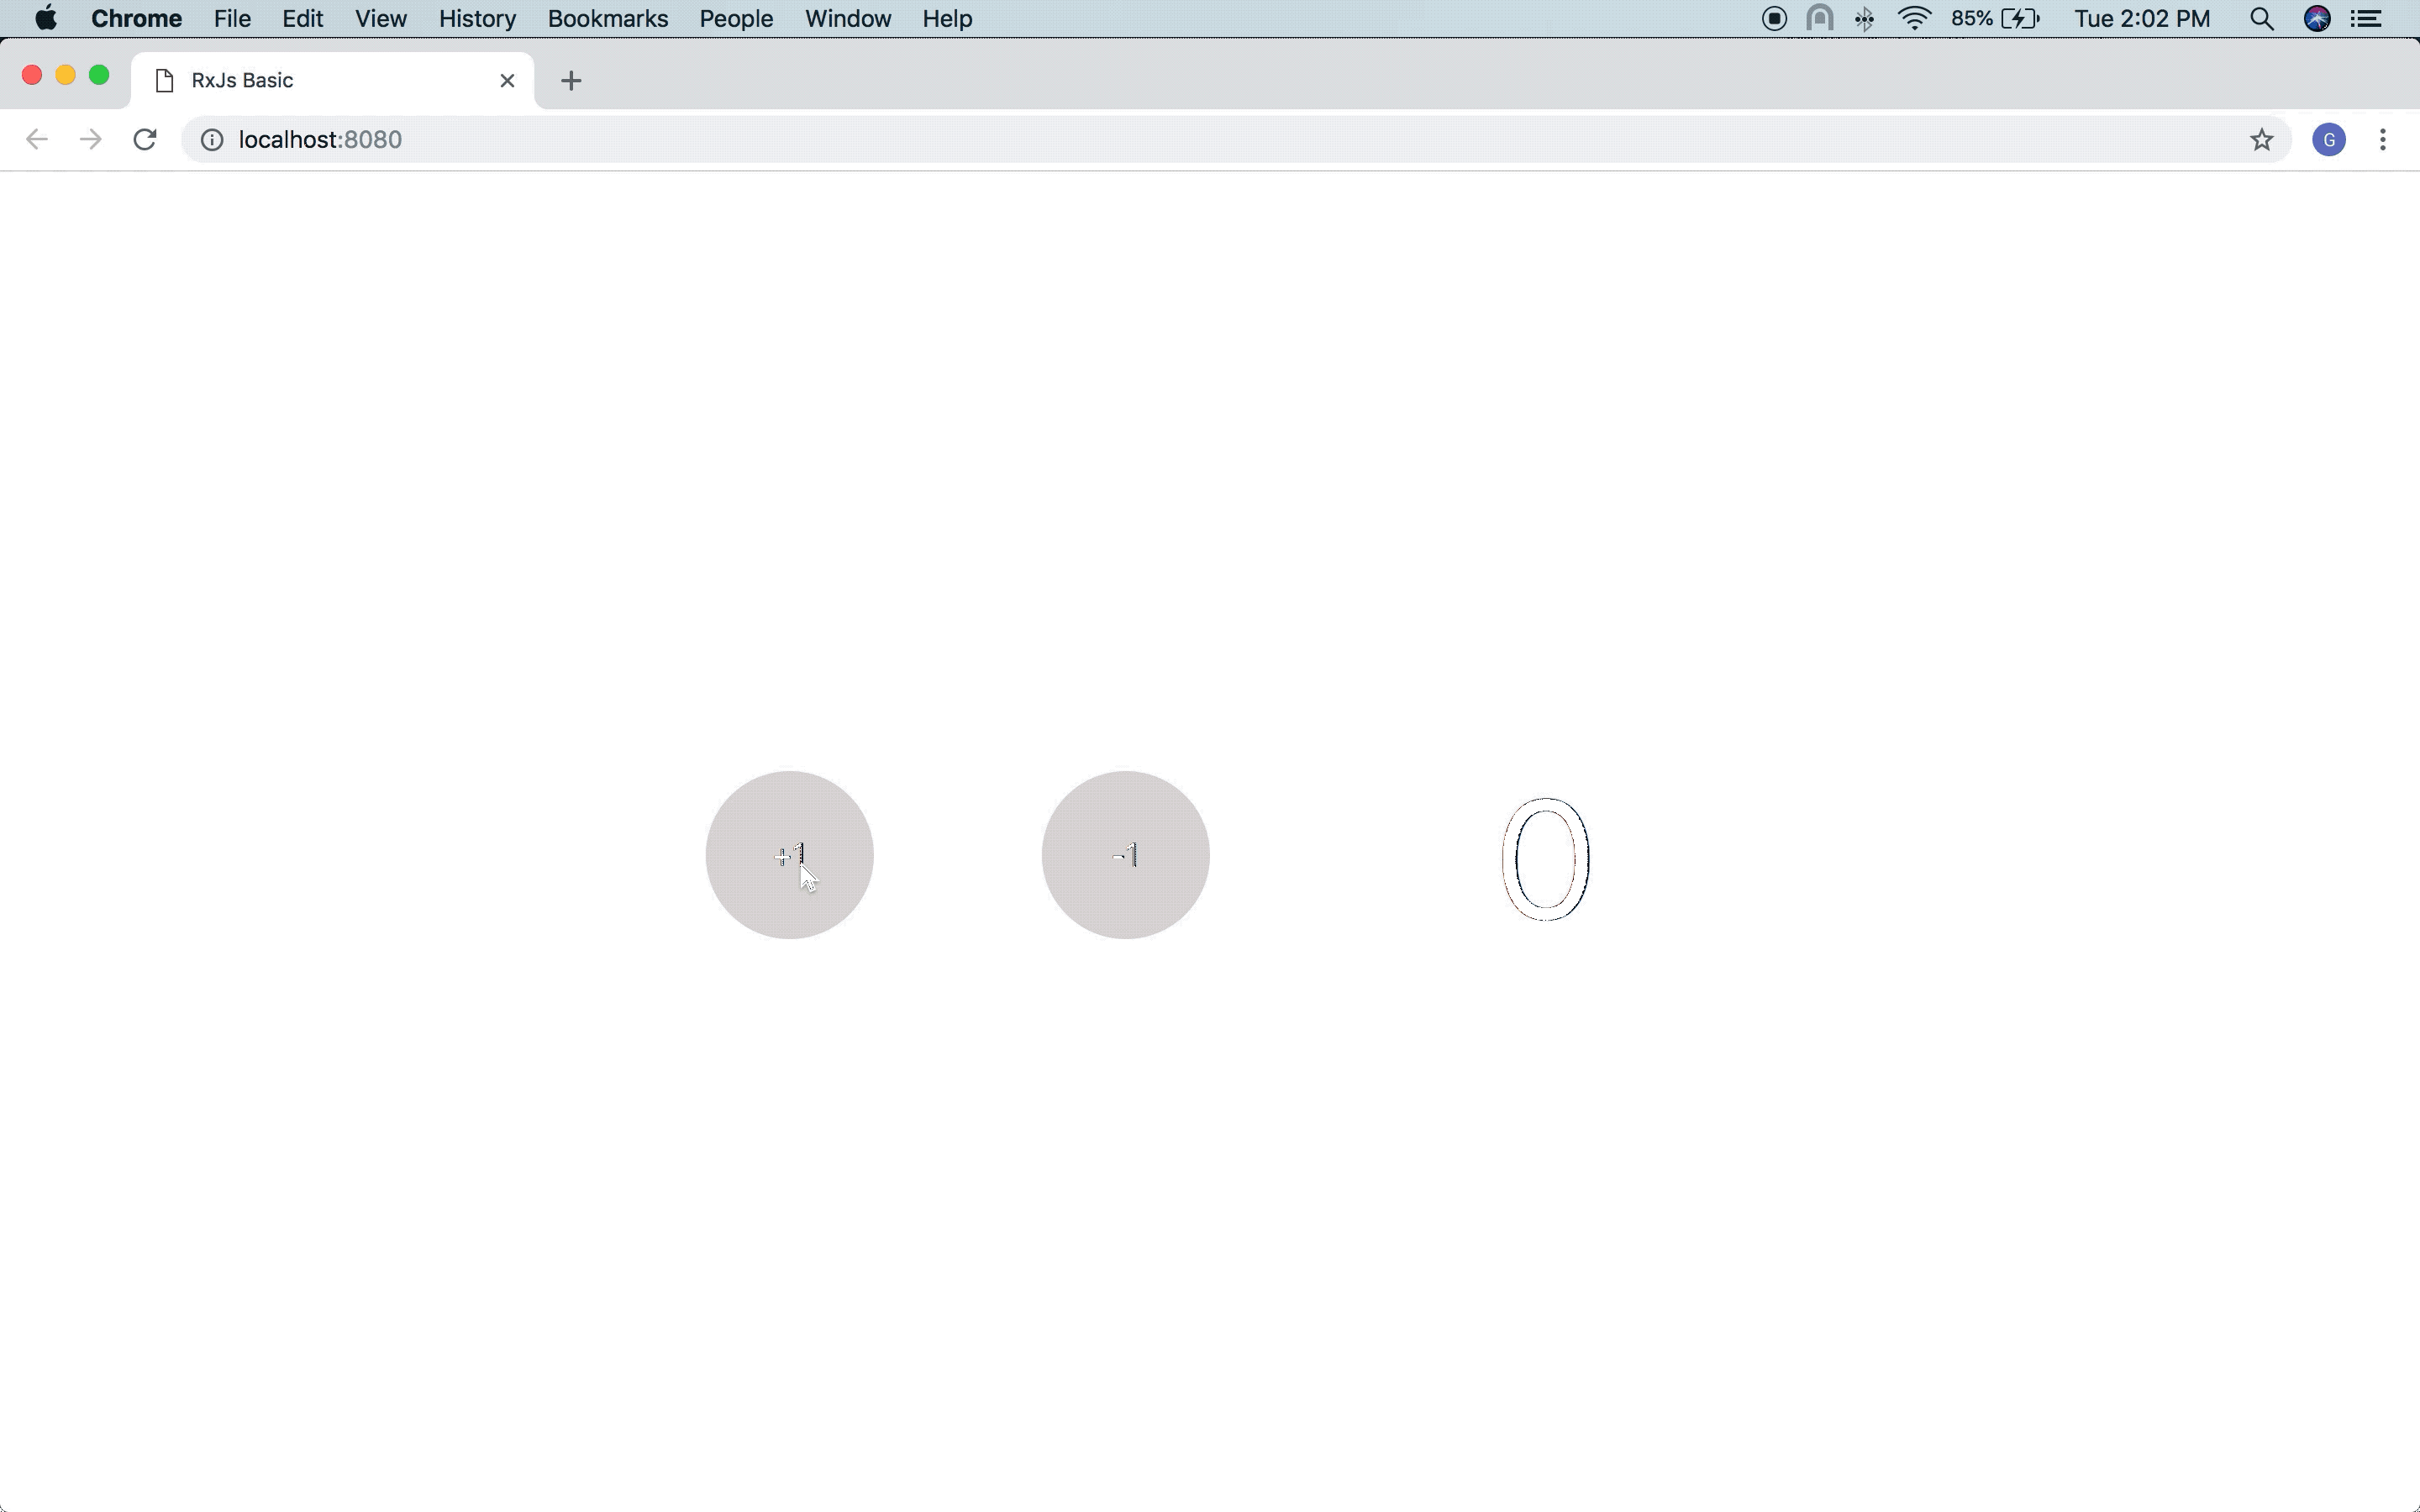 Chrome File Edit View History Bookmarks People Window Help 85% Tue 2:02 PM
RxJs Basic
localhost:8080
G
+1 -1 0